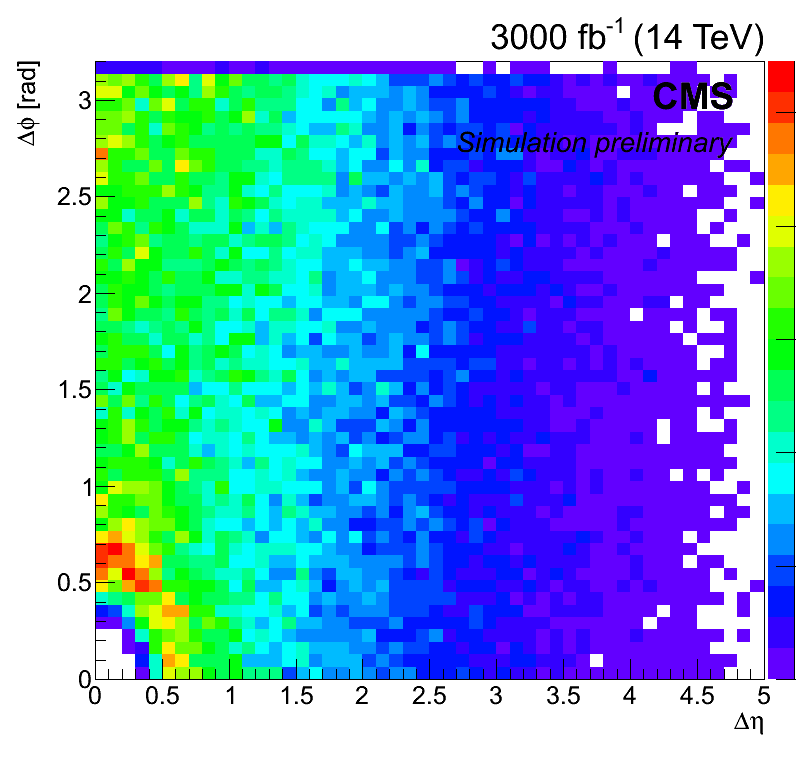 3000 fb-1 (14 TeV)
Δϕ [rad]
CMS
Simulation preliminary
3
2.5
2
1.5
1
0.5
0
0 0.5 1 1.5 2 2.5 3 3.5 4 4.5 5
Δη